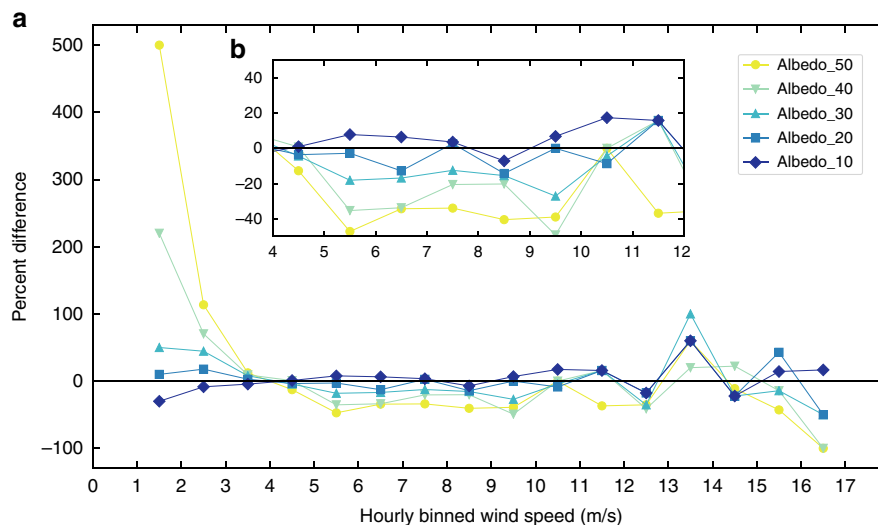 a
b
500
400
300
200
100
0
−100
Percent difference
40
20
0
−20
−40
4 5 6 7 8 9 10 11 12
Albedo_50
Albedo_40
Albedo_30
Albedo_20
Albedo_10
0 1 2 3 4 5 6 7 8 9 10 11 12 13 14 15 16 17
Hourly binned wind speed (m/s)